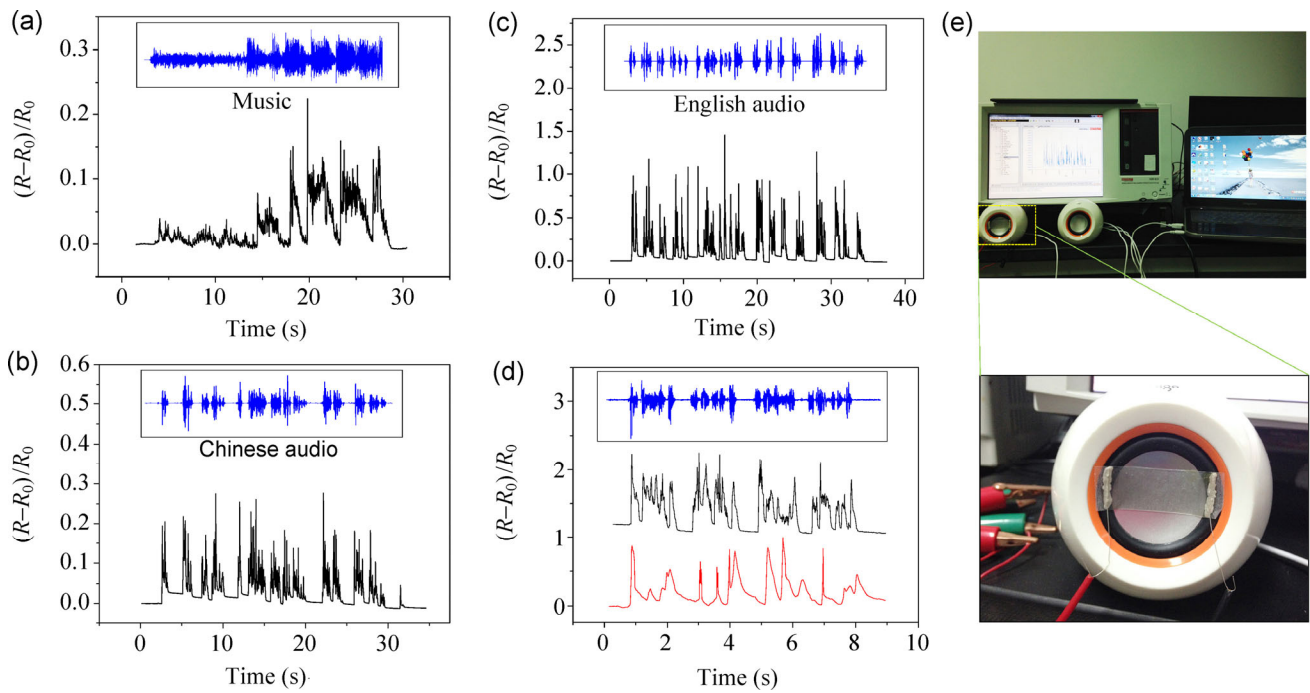 (a)
0.3
0.2
0.1
0.0
(R−R0)/R0
Music
0
10
20
30
Time (s)
(b)
0.6
0.5
0.4
0.3
0.2
0.1
0.0
(R−R0)/R0
Chinese audio
0
10
20
30
Time (s)
(c)
2.5
2.0
1.5
1.0
0.5
0.0
(R−R0)/R0
English audio
0
10
20
30
40
Time (s)
(d)
3
2
1
0
(R−R0)/R0
0
2
4
6
8
10
Time (s)
(e)